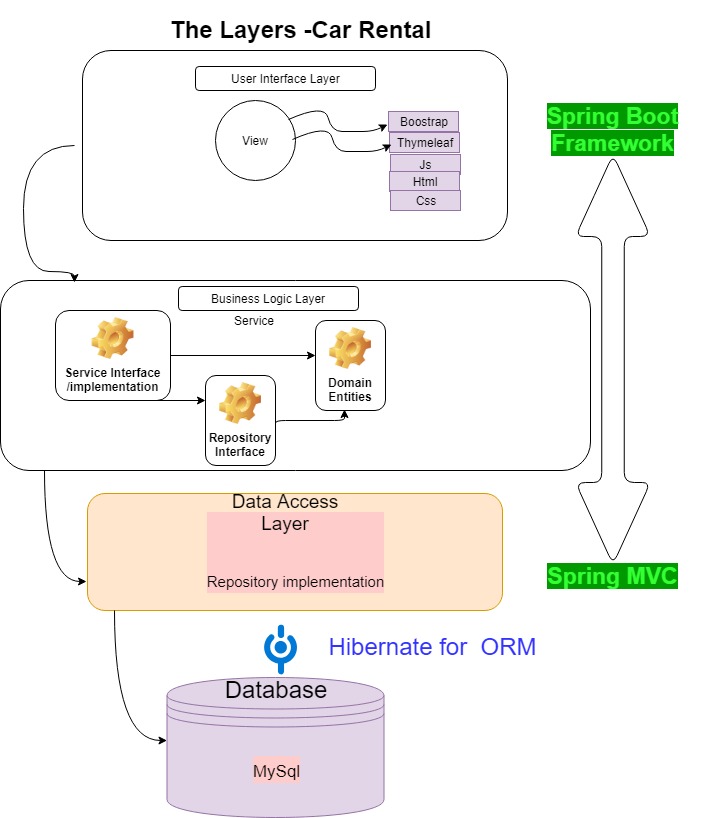 The Layers -Car Rental
User Interface Layer
View
Boostrap
Thymeleaf
Js
Html
Css
Spring Boot
Framework
Business Logic Layer
Service
Service Interface
/implementation
Domain
Entities
Repository
Interface
Data Access
Layer
Repository implementation
Spring MVC
Hibernate for  ORM
Database
MySql